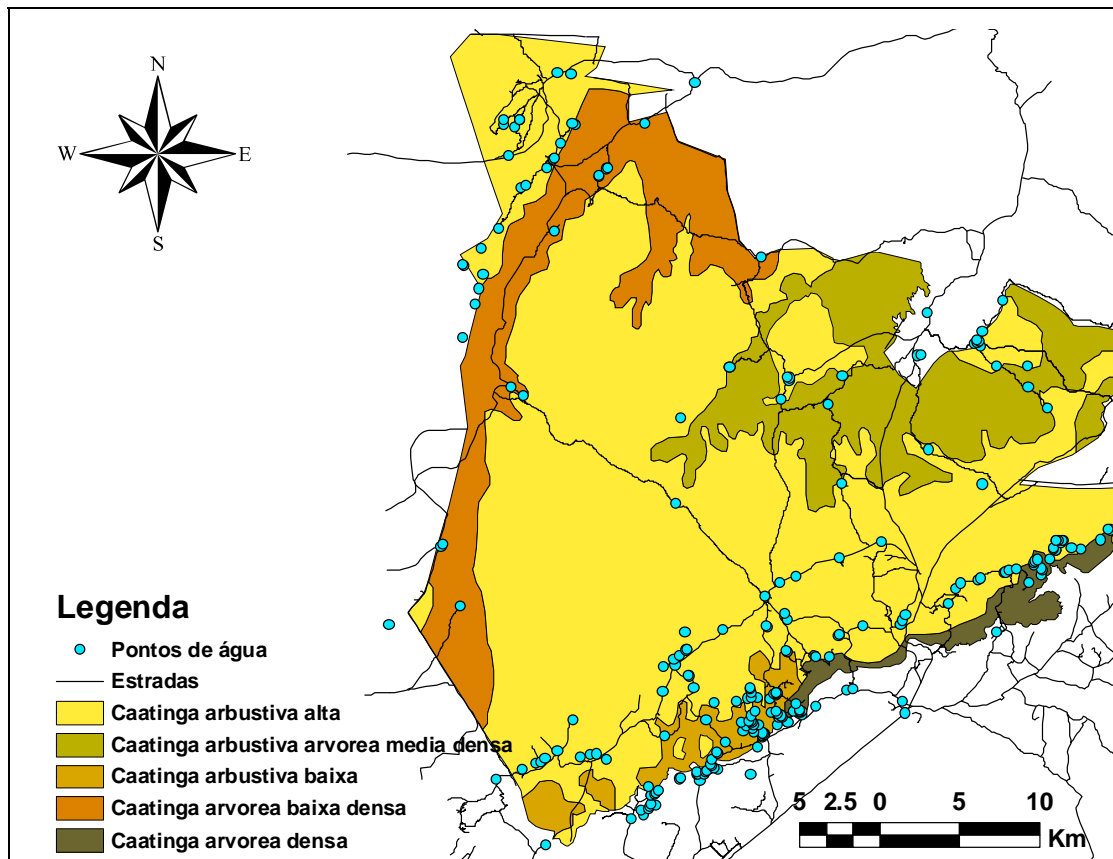 N
W E
S
Legenda
Pontos de água
Estradas
Caatinga arbustiva alta
Caatinga arbustiva arvorea media densa
Caatinga arbustiva baixa
Caatinga arvorea baixa densa
Caatinga arvorea densa
5 2.5 0 5 10
Km